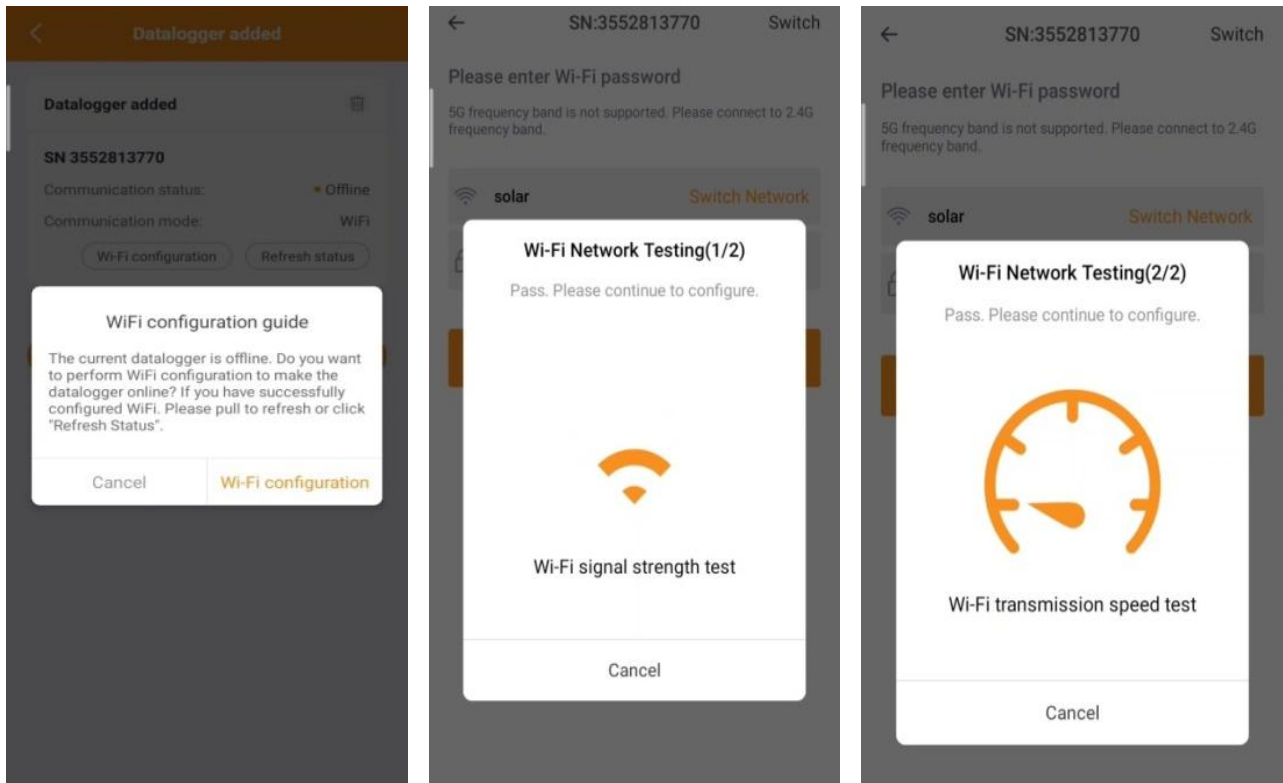 Datalogger added
Datalogger added
SN 3552813770
Communication status: Offline
Communication mode: WiFi
Wi-Fi configuration Refresh status
WiFi configuration guide
The current datalogger is offline. Do you want
to perform WiFi configuration to make the
datalogger online? If you have successfully
configured WiFi. Please pull to refresh or click
"Refresh Status".
Cancel Wi-Fi configuration
SN:3552813770 Switch
Please enter Wi-Fi password
5G frequency band is not supported. Please connect to 2.4G
frequency band.
solar Switch Network
Wi-Fi Network Testing(1/2)
Pass. Please continue to configure.
Wi-Fi signal strength test
Cancel
SN:3552813770 Switch
Please enter Wi-Fi password
5G frequency band is not supported. Please connect to 2.4G
frequency band.
solar Switch Network
Wi-Fi Network Testing(2/2)
Pass. Please continue to configure.
Wi-Fi transmission speed test
Cancel